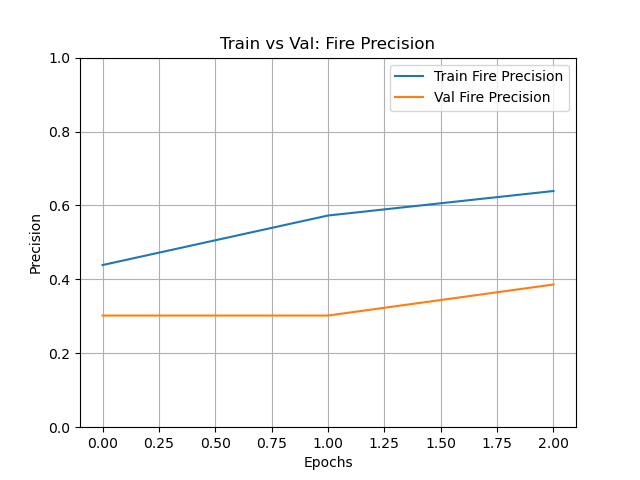 Train vs Val: Fire Precision
Train Fire Precision
Val Fire Precision
1.0
0.8
0.6
0.4
0.2
0.0
Precision
0.00 0.25 0.50 0.75 1.00 1.25 1.50 1.75 2.00
Epochs